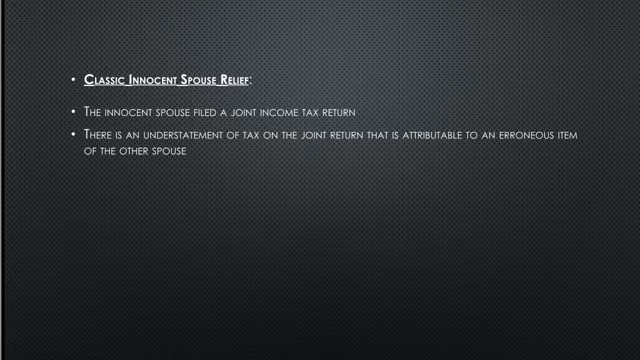 • Classic Innocent Spouse Relief:
• The innocent spouse filed a joint income tax return
• There is an understatement of tax on the joint return that is attributable to an erroneous item
of the other spouse